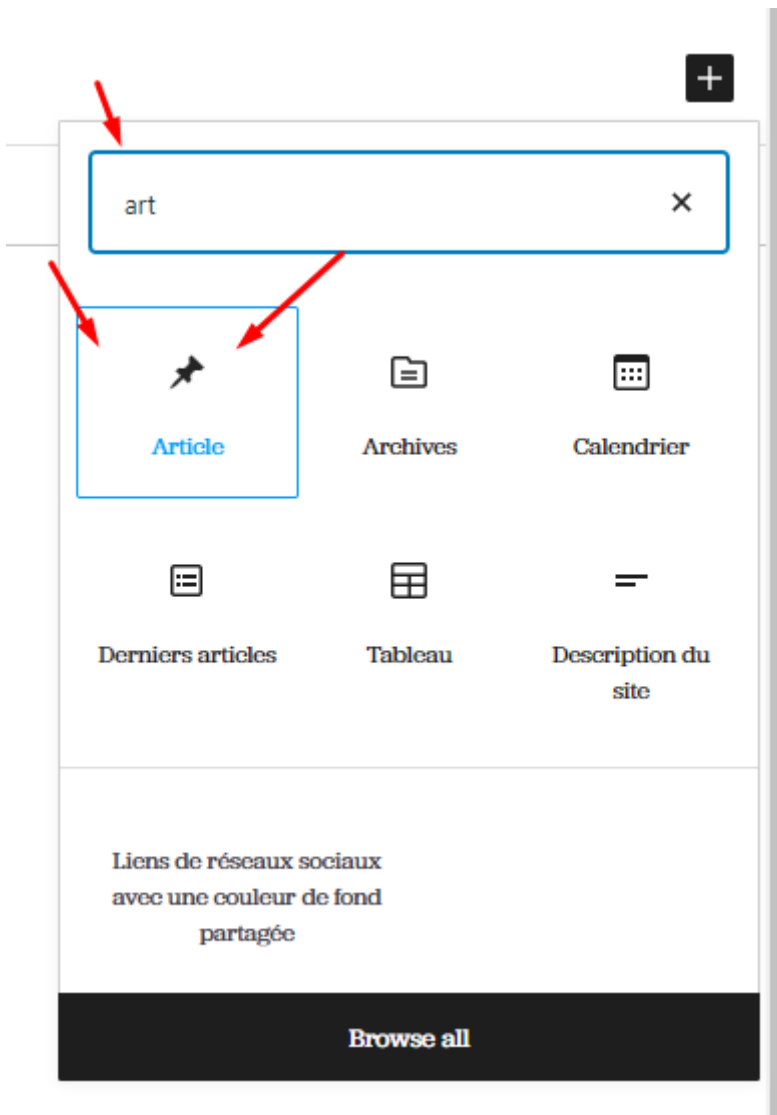 art
Article
Archives
Calendrier
Derniers articles
Tableau
Description du
site
Liens de réseaux sociaux
avec une couleur de fond
partagée
Browse all